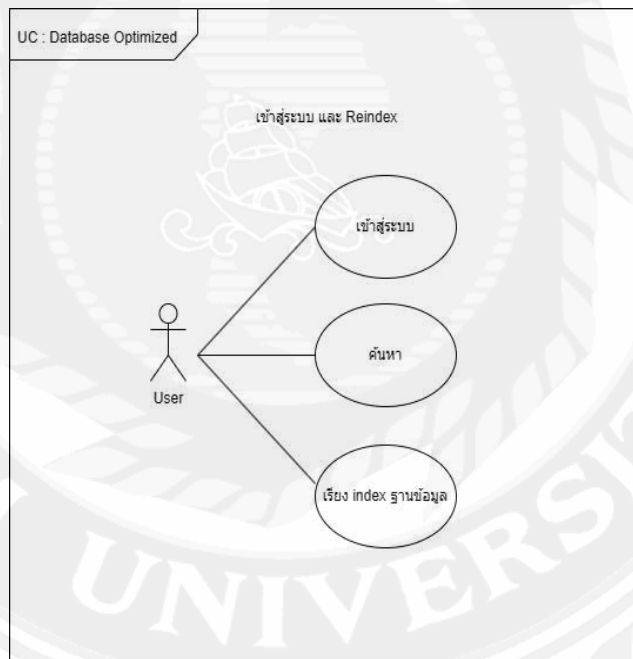 UC : Database Optimized
เข้าสู่ระบบ และ Reindex
เข้าสู่ระบบ
ค้นหา
User
เรียง index ฐานข้อมูล
UNIVERSI